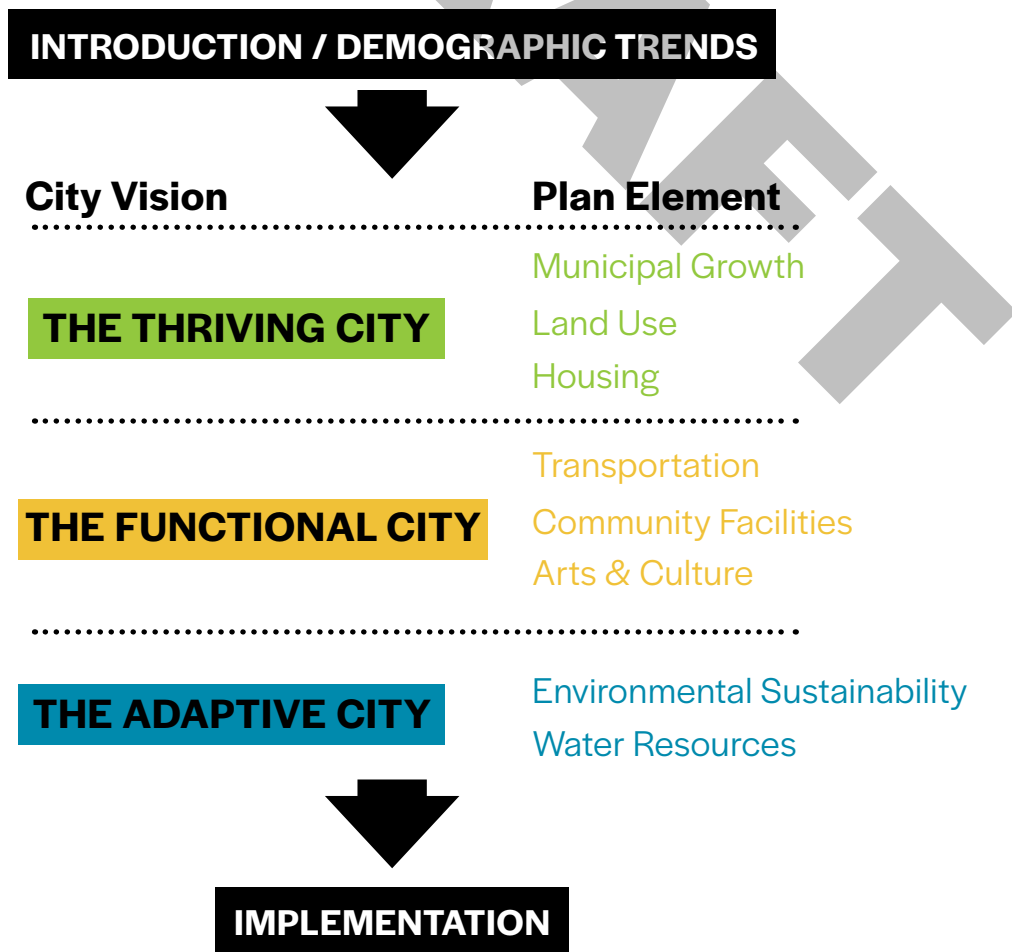 INTRODUCTION / DEMOGRAPHIC TRENDS
City Vision
Plan Element
THE THRIVING CITY
Municipal Growth
Land Use
Housing
THE FUNCTIONAL CITY
Transportation
Community Facilities
Arts & Culture
THE ADAPTIVE CITY
Environmental Sustainability
Water Resources
IMPLEMENTATION